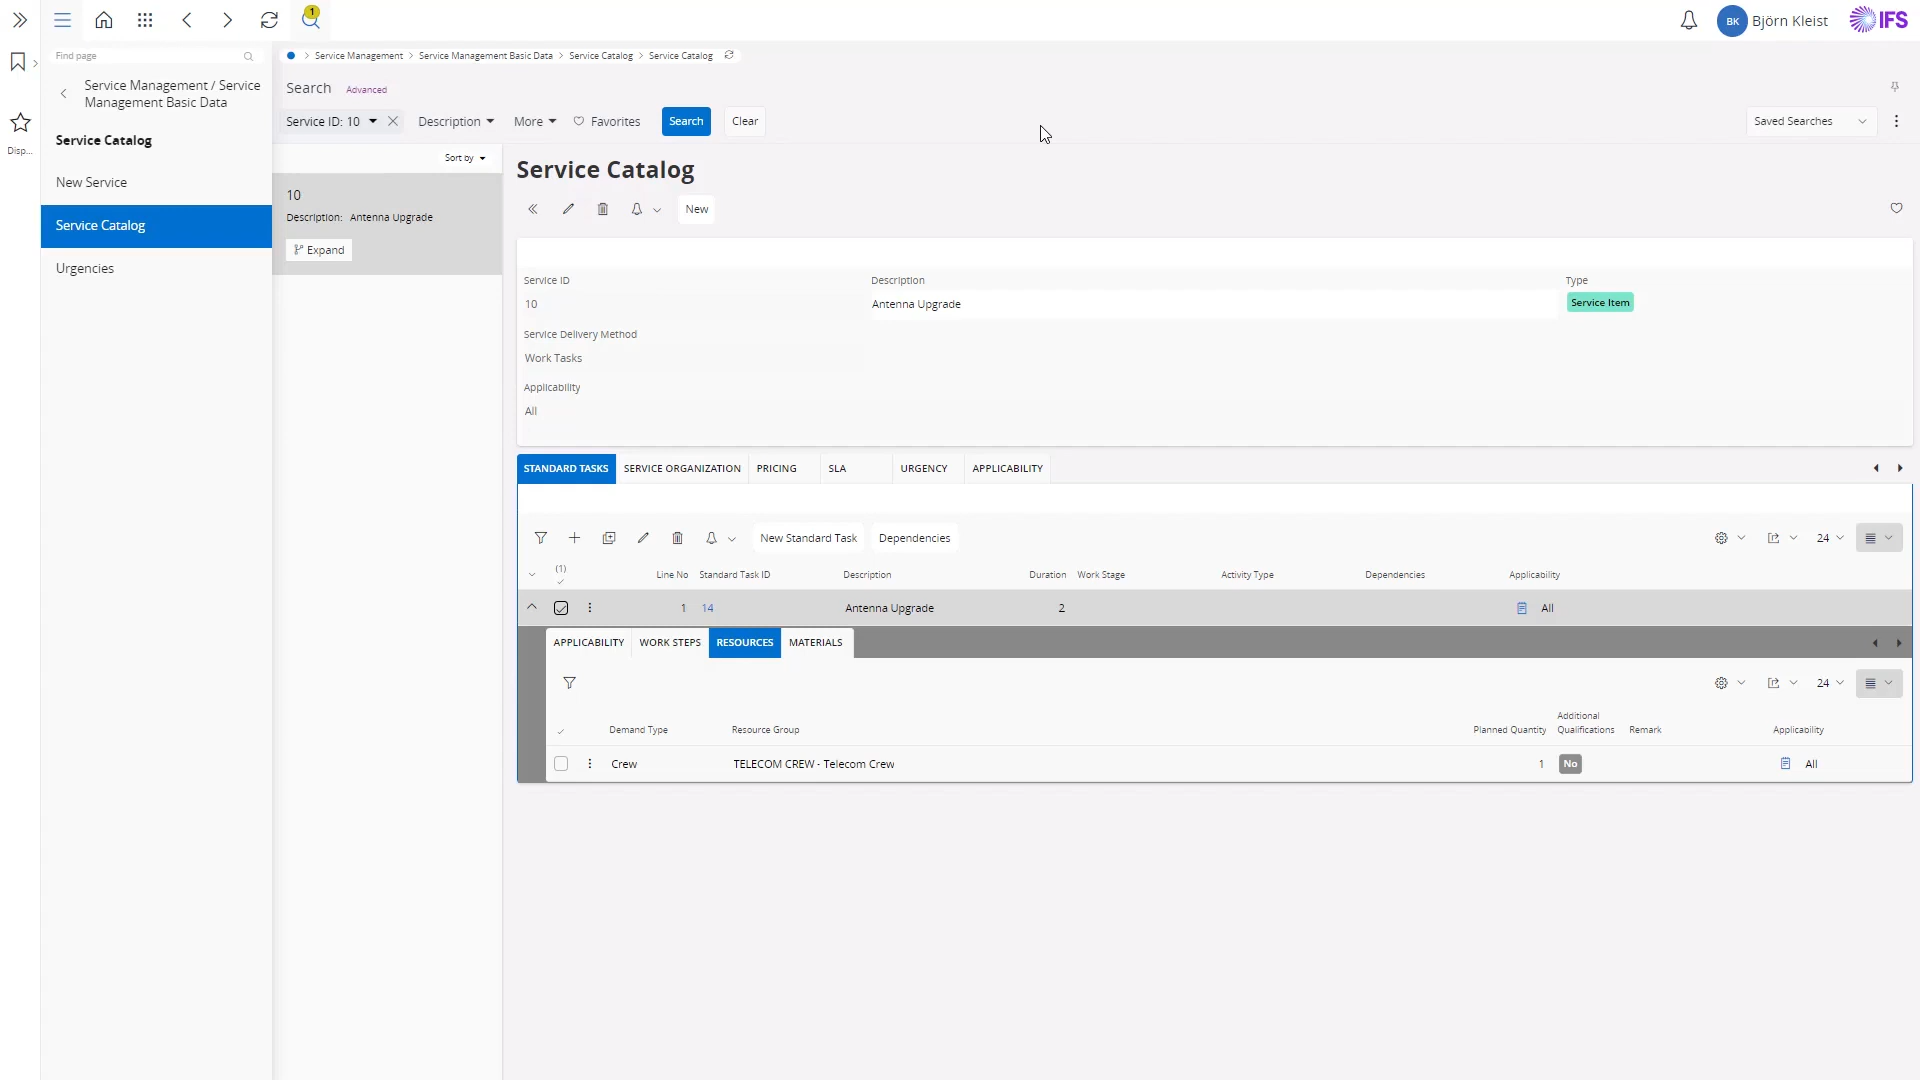 1
BK Björn Kleist
IFS
Find page
Service Management Service Management Basic Data Service Catalog Service Catalog
Service Management / Service
Management Basic Data
Disp...
Service Catalog
New Service
Service Catalog
Urgencies
Search Advanced
Service ID: 10 Description More Favorites Search Clear Saved Searches
Sort by
10
Description: Antenna Upgrade
Expand
Service Catalog
New
Service ID Description Type
10 Antenna Upgrade Service Item
Service Delivery Method
Work Tasks
Applicability
All
STANDARD TASKS SERVICE ORGANIZATION PRICING SLA URGENCY APPLICABILITY
New Standard Task Dependencies 24
(1) Line No Standard Task ID Description Duration Work Stage Activity Type Dependencies Applicability
1 14 Antenna Upgrade 2 All
APPLICABILITY WORK STEPS RESOURCES MATERIALS
24
Demand Type Resource Group Planned Quantity Additional Qualifications Remark Applicability
Crew TELECOM CREW - Telecom Crew 1 No All